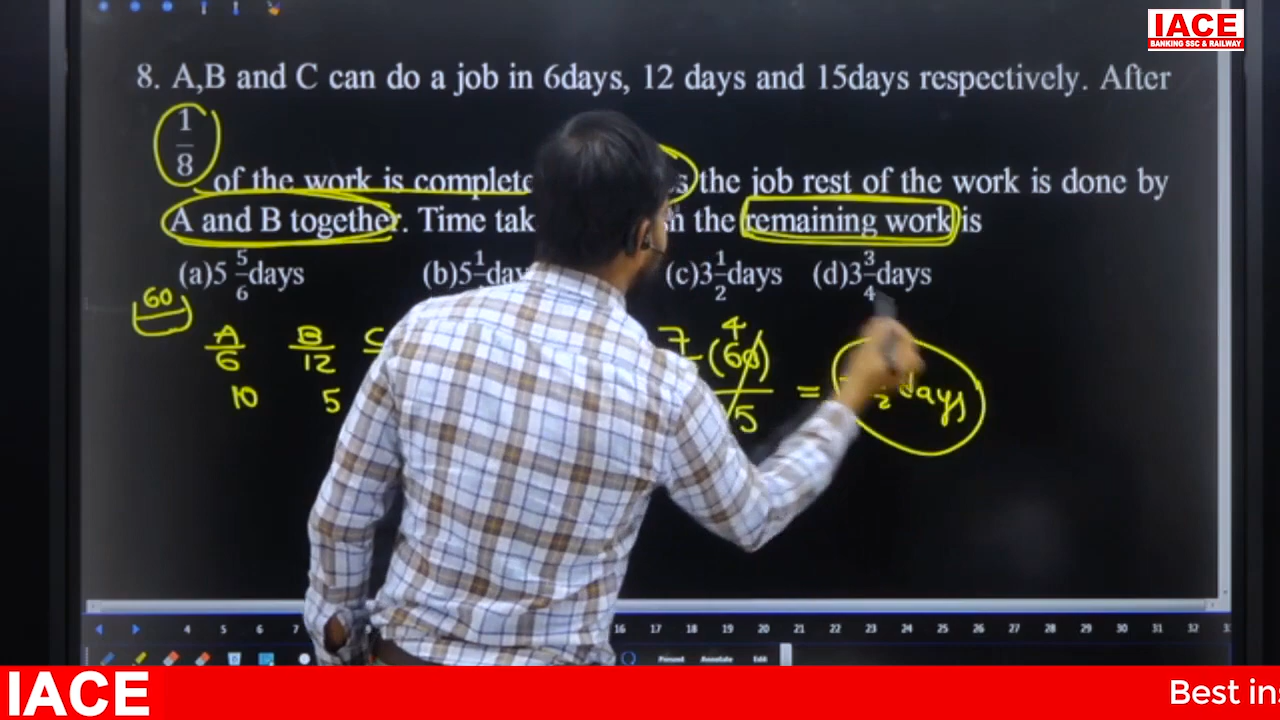 IACE
BANKING SSC & RAILWAY
8. A,B and C can do a job in 6days, 12 days and 15days respectively. After
1/8
of the work is complete the job rest of the work is done by
A and B together. Time the remaining work is
(a)5 5/6 days (b)5 (c)3 1/2 days (d)3 3/4 days
60
A/6 B/12 C 7 (60) 4
10 5 5 = 2 days
4 5 6 7 16 17 18 19 20 21 22 23 24 25 26 27 28 29 30 31 32
Present Annotate Edit
IACE Best